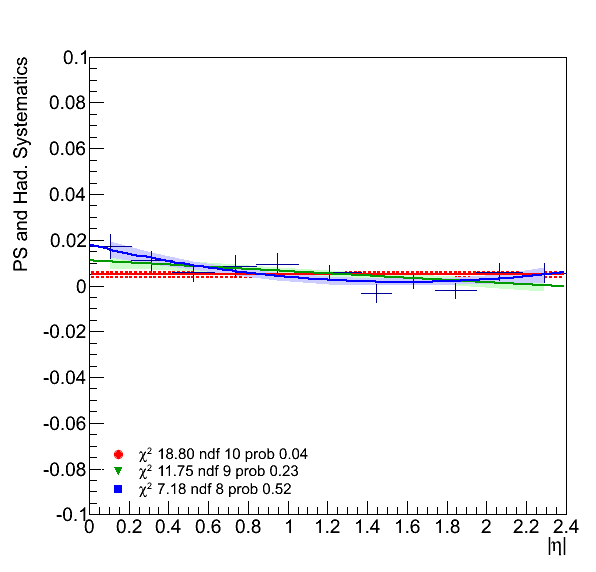 PS and Had. Systematics
0.1
0.08
0.06
0.04
0.02
0
-0.02
-0.04
-0.06
-0.08
-0.1
χ² 18.80 ndf 10 prob 0.04
χ² 11.75 ndf 9 prob 0.23
χ² 7.18 ndf 8 prob 0.52
0 0.2 0.4 0.6 0.8 1 1.2 1.4 1.6 1.8 2 2.2 2.4
|η|